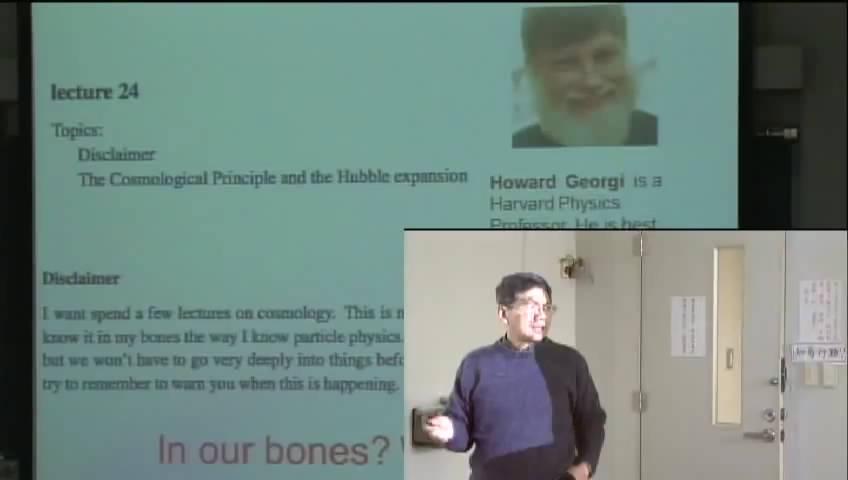 lecture 24
Topics:
Disclaimer
The Cosmological Principle and the Hubble expansion
Howard Georgi is a
Harvard Physics
Professor. He is best
Disclaimer
I want spend a few lectures on cosmology. This is n
know it in my bones the way I know particle physics.
but we won't have to go very deeply into things befo
try to remember to warn you when this is happening.
In our bones?